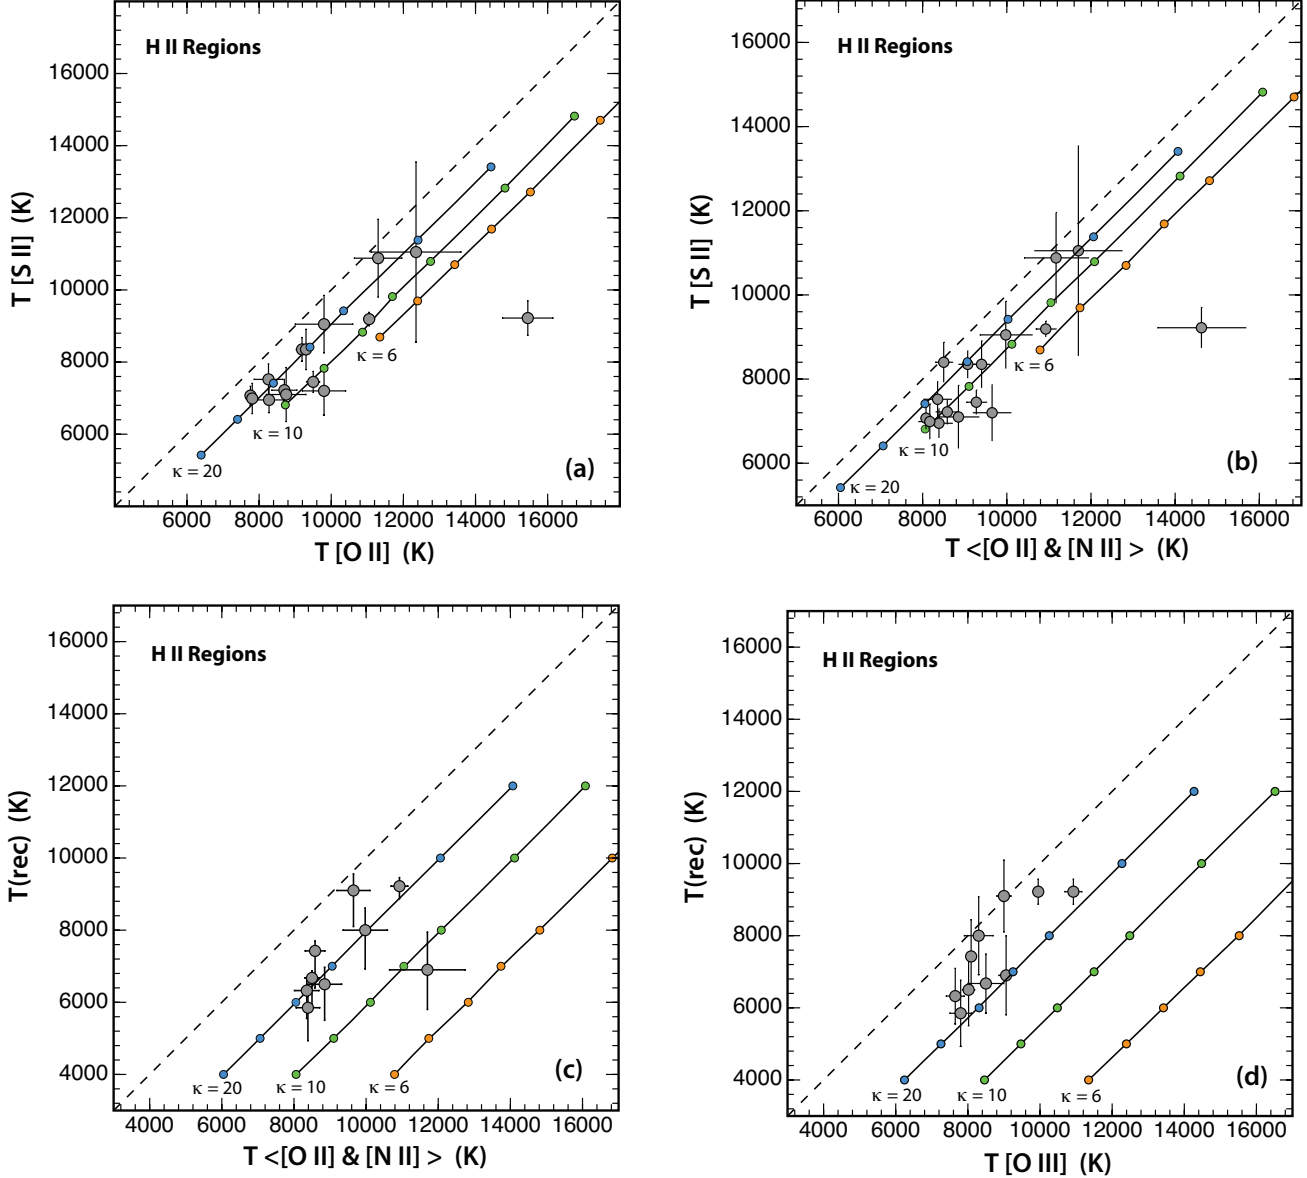 H II Regions
16000
14000
12000
10000
8000
6000
T [S II] (K)
κ = 6
κ = 10
κ = 20
(a)
6000 8000 10000 12000 14000 16000
T [O II] (K)
H II Regions
16000
14000
12000
10000
8000
6000
T [S II] (K)
κ = 6
κ = 10
κ = 20
(b)
6000 8000 10000 12000 14000 16000
T <[O II] & [N II] > (K)
H II Regions
16000
14000
12000
10000
8000
6000
4000
T(rec) (K)
κ = 20 κ = 10 κ = 6
(c)
4000 6000 8000 10000 12000 14000 16000
T <[O II] & [N II] > (K)
H II Regions
16000
14000
12000
10000
8000
6000
4000
T(rec) (K)
κ = 20 κ = 10 κ = 6
(d)
4000 6000 8000 10000 12000 14000 16000
T [O III] (K)